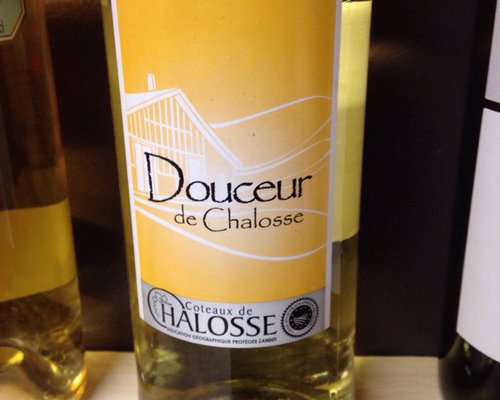 Douceur
de Chalosse
Coteaux de
CHALOSSE
INDICATION GÉOGRAPHIQUE PROTÉGÉE LANDES